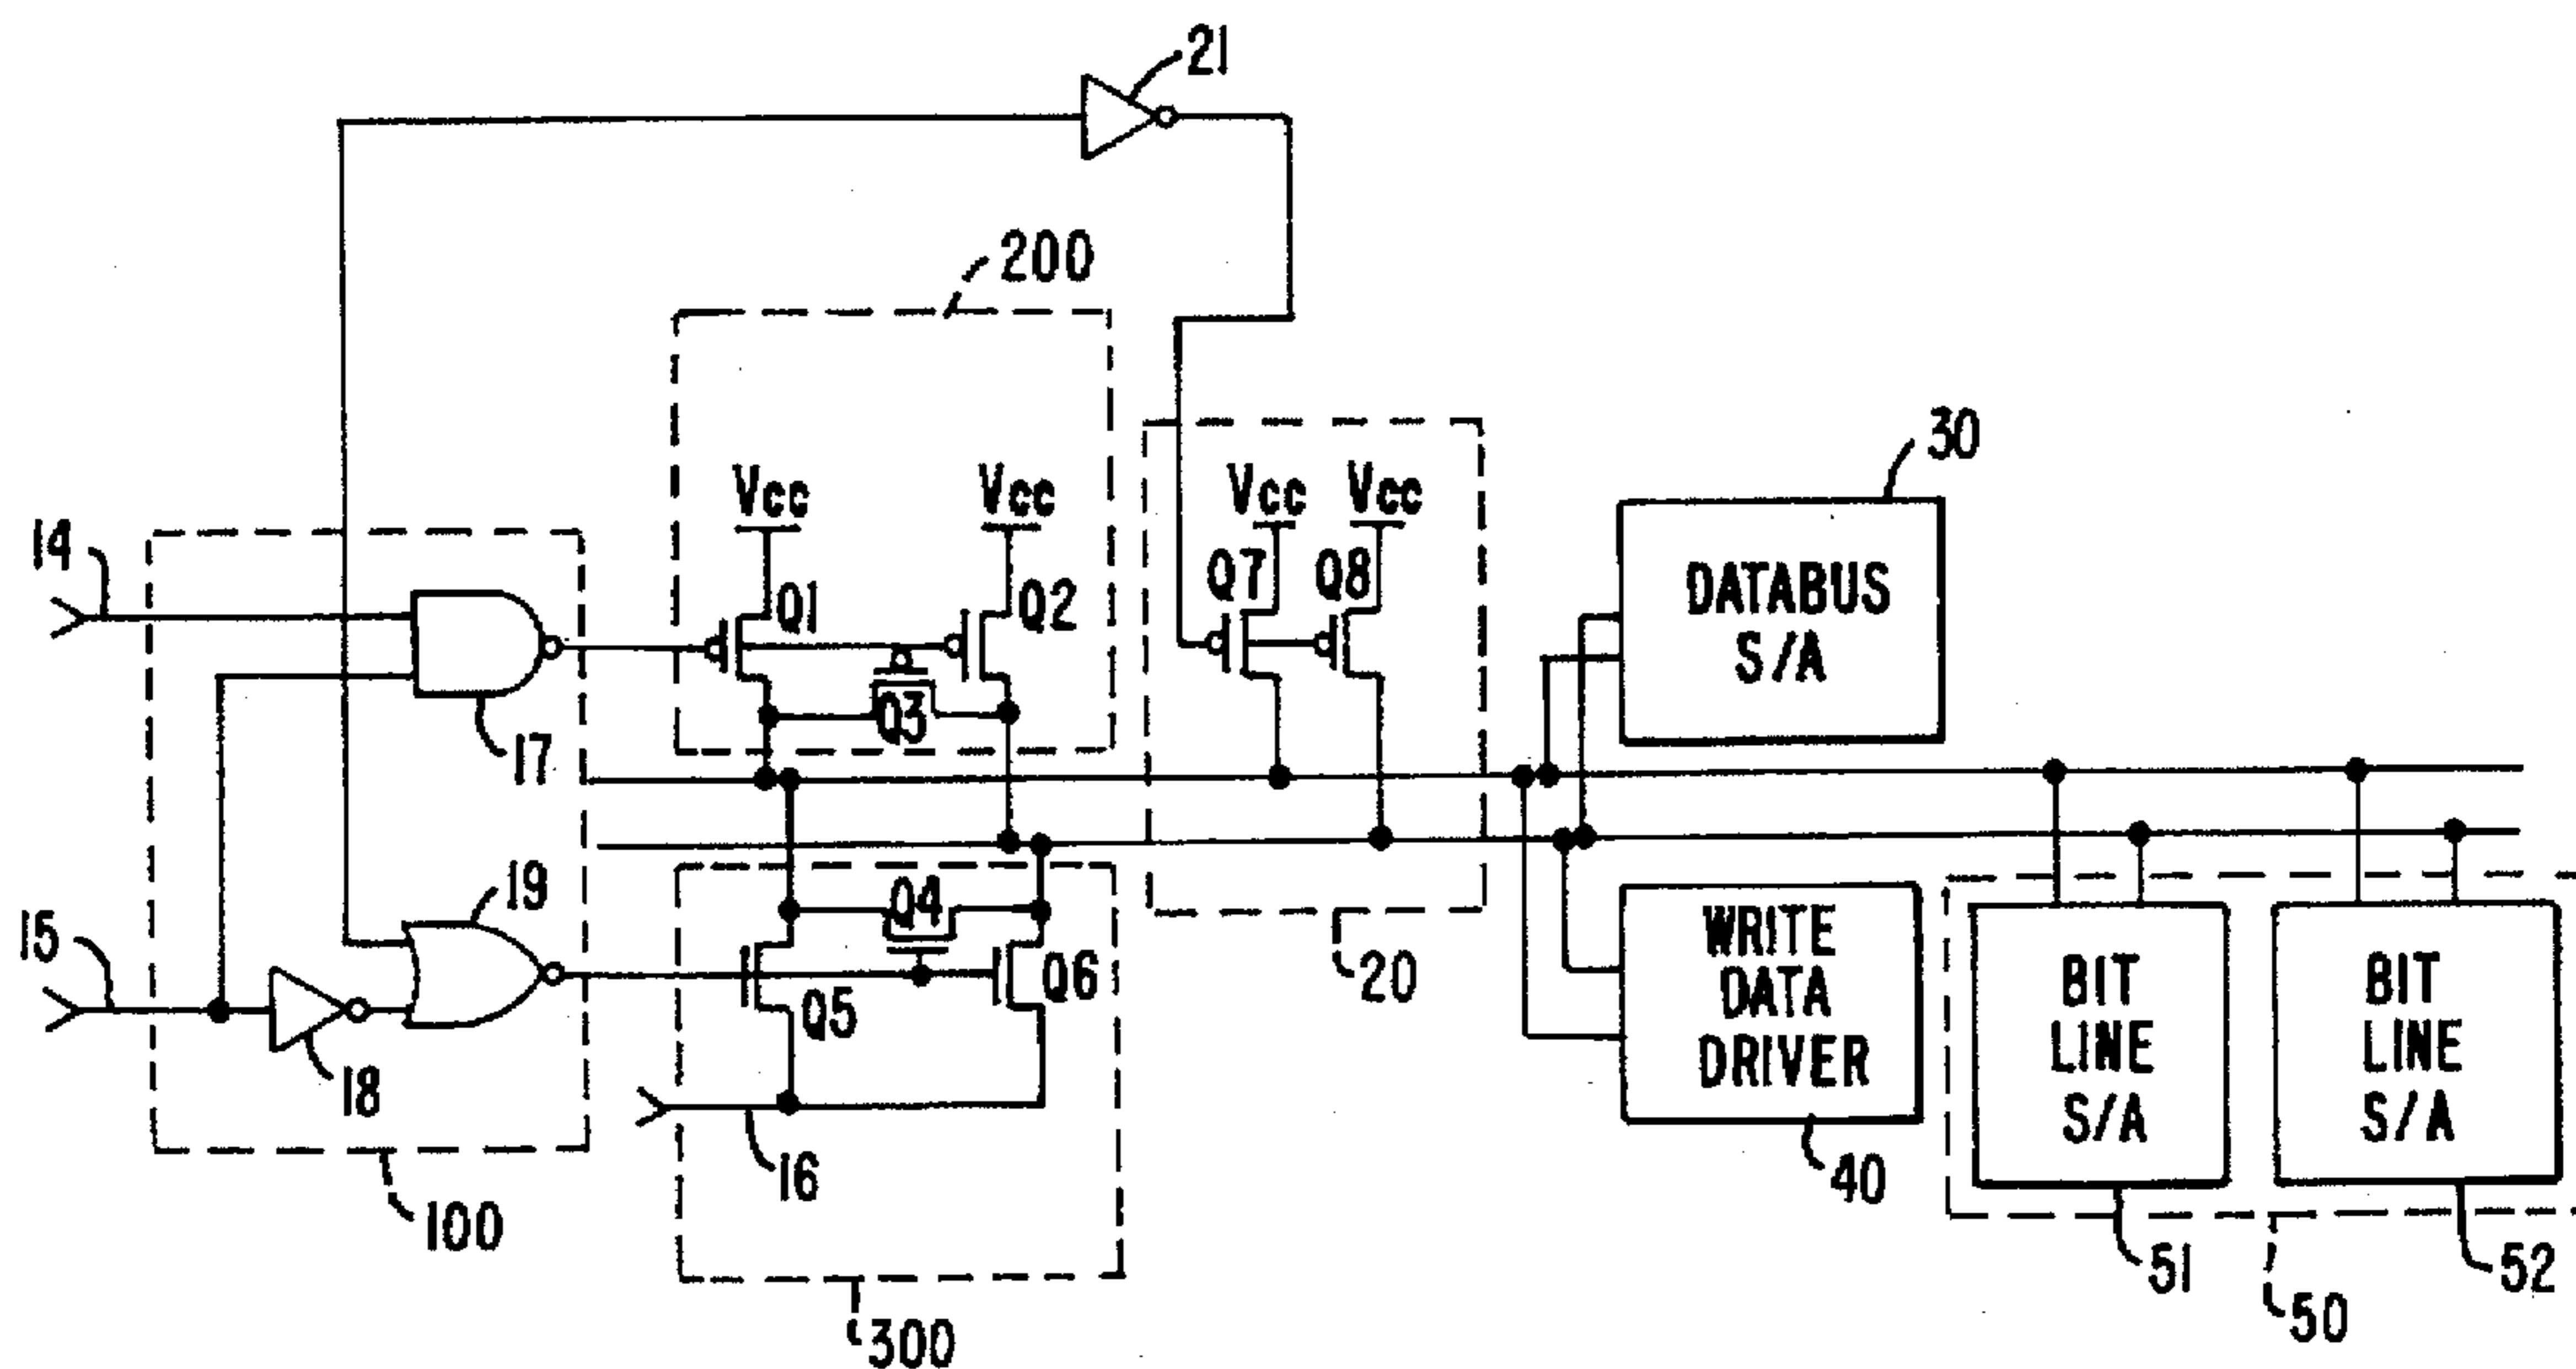 21
200
30
Vcc
Vcc
Vcc
Vcc
14
Q1
Q2
Q7
Q8
DATABUS
S/A
Q3
17
15
19
Q4
18
Q5
Q6
16
20
WRITE
DATA
DRIVER
40
BIT
LINE
S/A
BIT
LINE
S/A
100
300
51
52
50